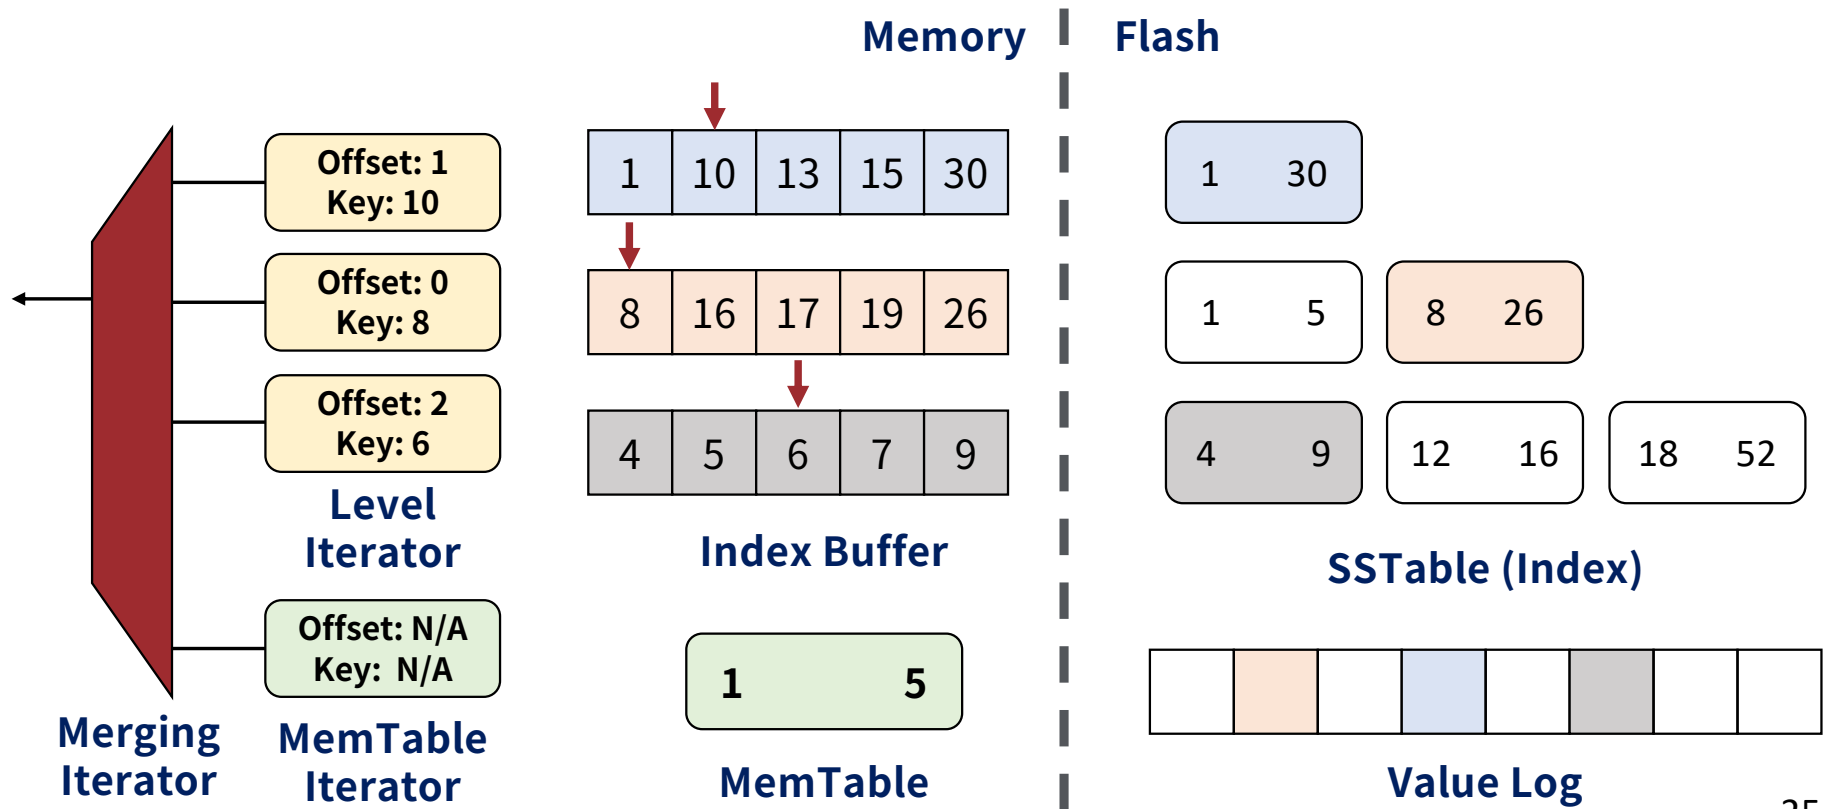 Memory
Flash
Offset: 1
Key: 10
1 10 13 15 30
1 30
Offset: 0
Key: 8
8 16 17 19 26
1 5
8 26
Offset: 2
Key: 6
4 5 6 7 9
4 9
12 16
18 52
Level
Iterator
Index Buffer
SSTable (Index)
Offset: N/A
Key: N/A
1 5
Merging
Iterator
MemTable
Iterator
MemTable
Value Log